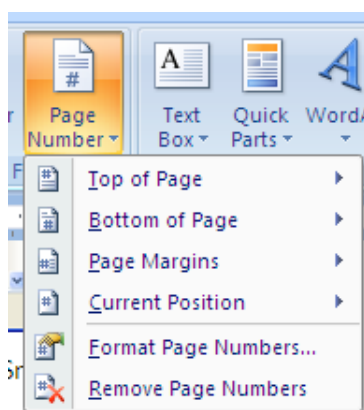 Page Number
Text Box
Quick Parts
Word
Top of Page
Bottom of Page
Page Margins
Current Position
Format Page Numbers...
Remove Page Numbers